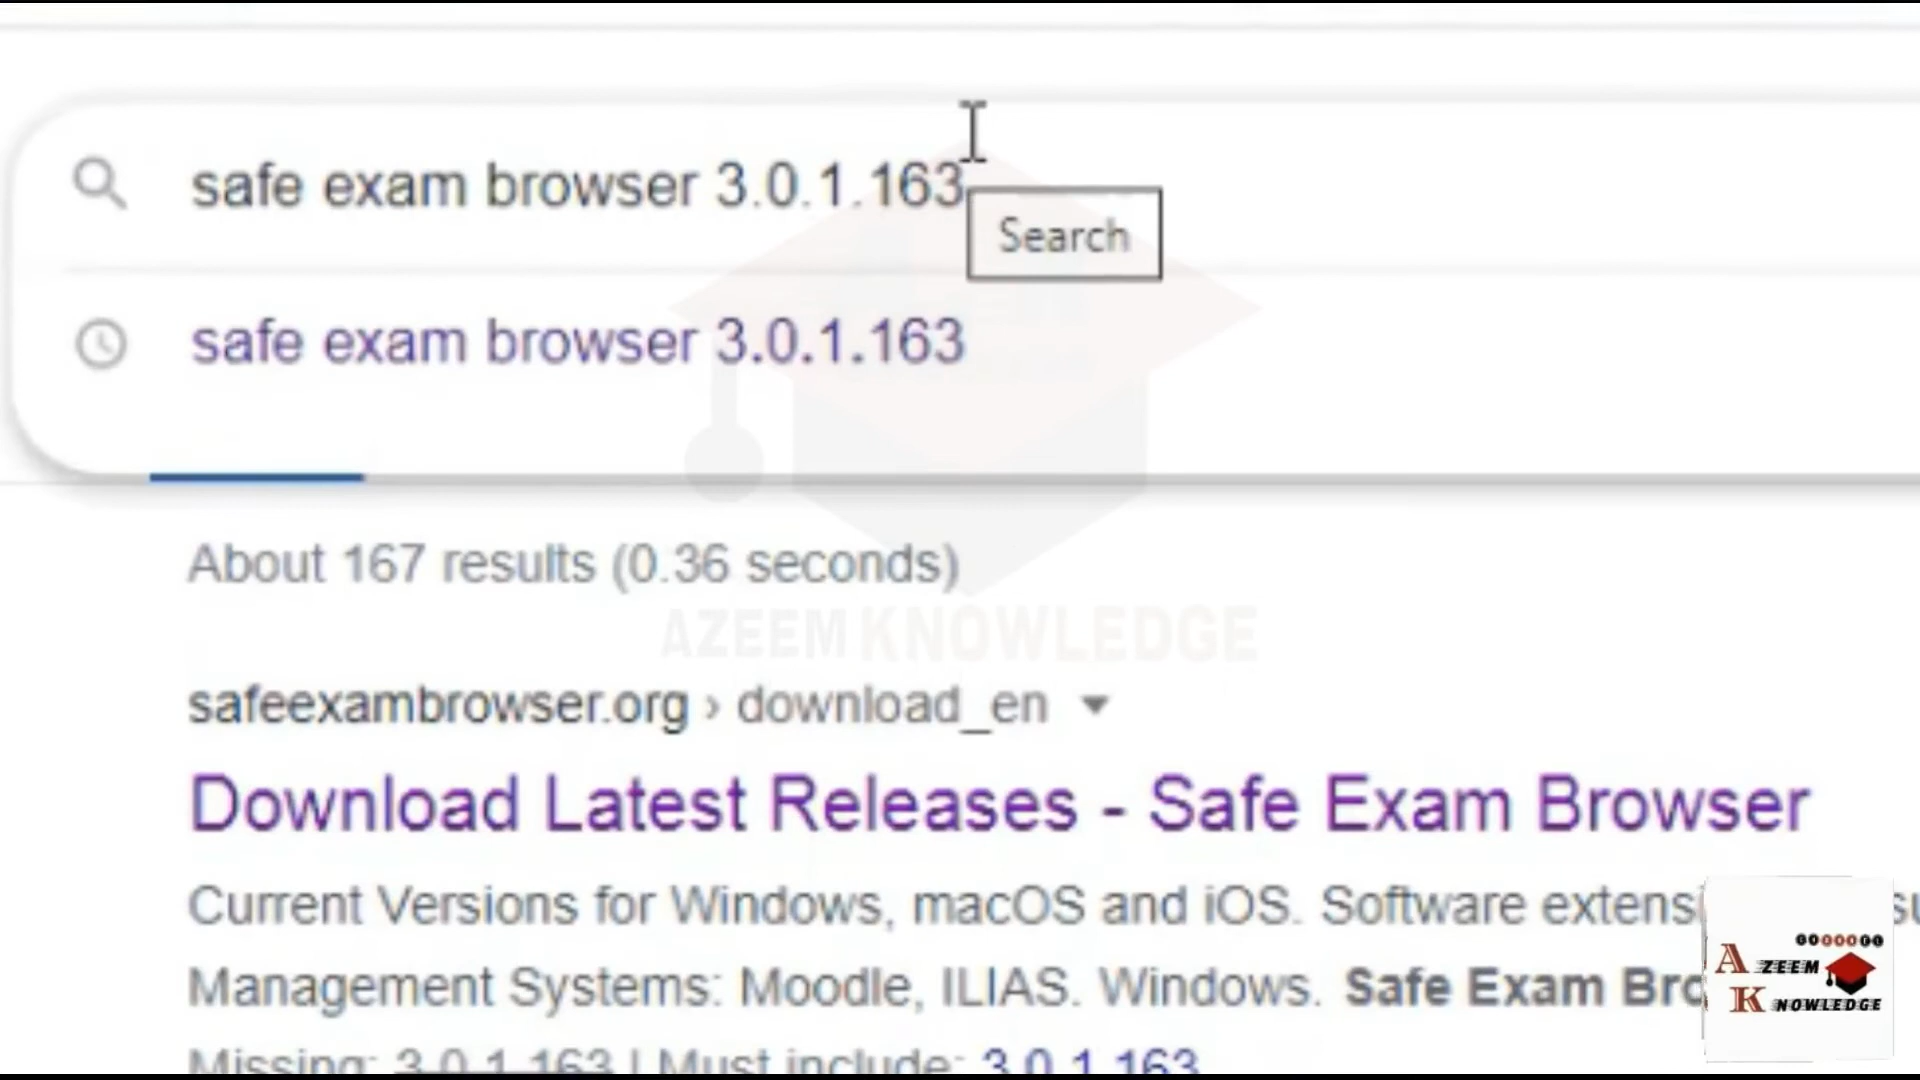 safe exam browser 3.0.1.163
Search
safe exam browser 3.0.1.163
About 167 results (0.36 seconds)
AZEEM KNOWLEDGE
safeexambrowser.org › download_en
Download Latest Releases - Safe Exam Browser
Current Versions for Windows, macOS and iOS. Software extensi
Management Systems: Moodle, ILIAS. Windows. Safe Exam Bro
Missing: 3.0.1.163 | Must include: 3.0.1.163
AZEEM
KNOWLEDGE